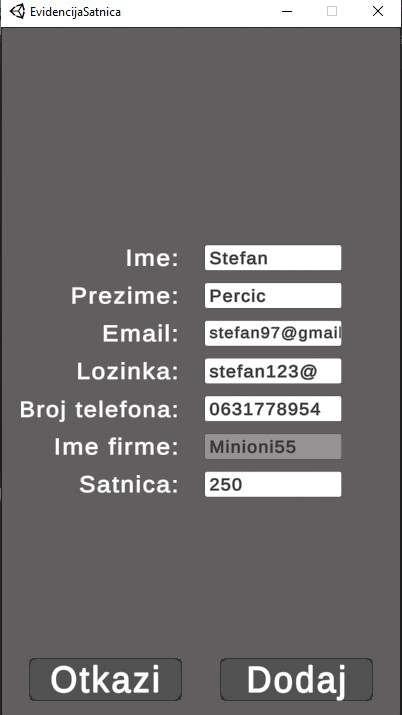 EvidencijaSatnica
Ime: Stefan
Prezime: Percic
Email: stefan97@gmail
Lozinka: stefan123@
Broj telefona: 0631778954
Ime firme: Minioni55
Satnica: 250
Otkazi Dodaj